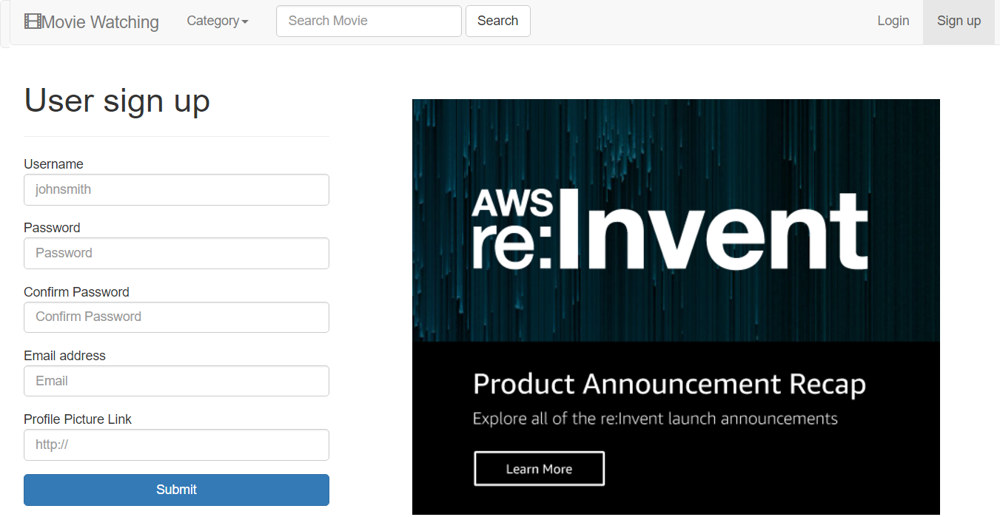 Movie Watching Category Search Movie Search Login Sign up
User sign up
Username
johnsmith
Password
Password
Confirm Password
Confirm Password
Email address
Email
Profile Picture Link
http://
Submit
AWS
re:Invent
Product Announcement Recap
Explore all of the re:Invent launch announcements
Learn More